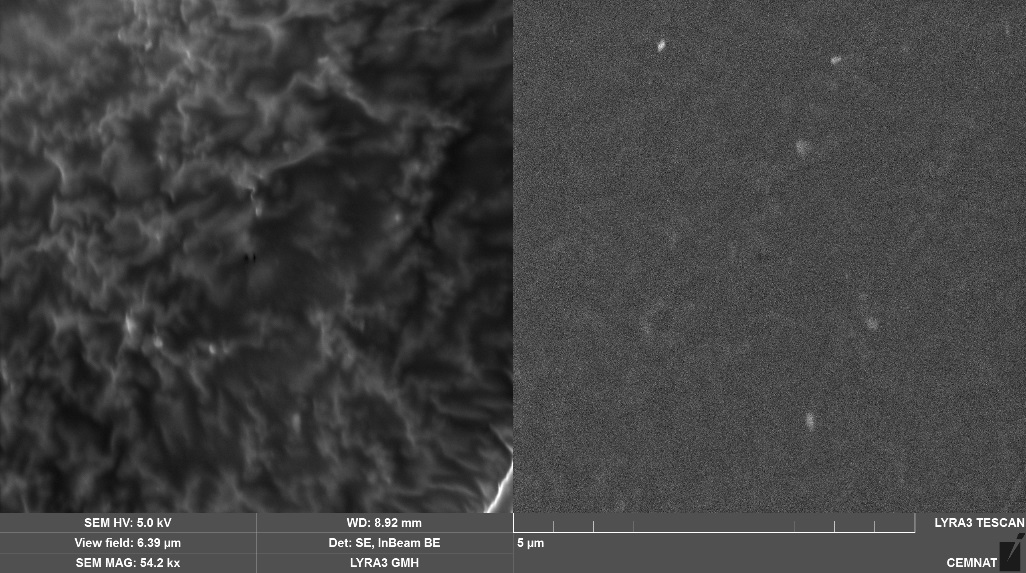 SEM HV: 5.0 kV
WD: 8.92 mm
LYRA3 TESCAN
View field: 6.39 µm
Det: SE, InBeam BE
5 µm
SEM MAG: 54.2 kx
LYRA3 GMH
CEMNAT